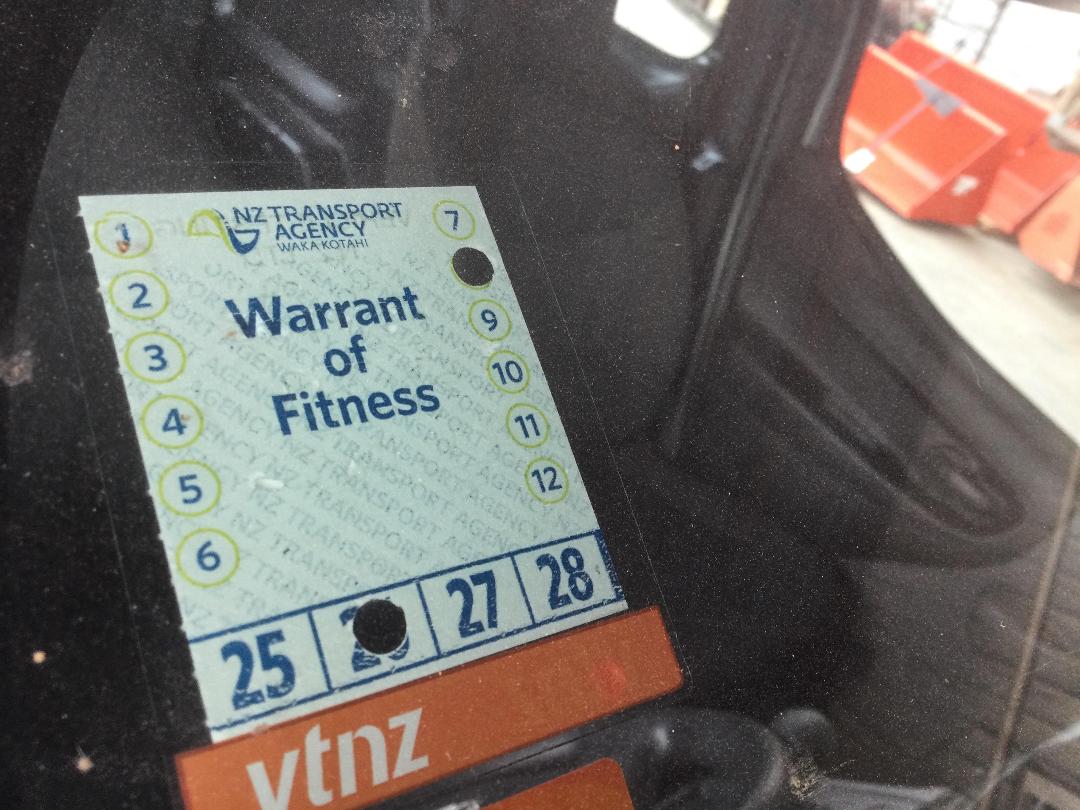 NZ TRANSPORT
AGENCY
WAKA KOTAHI
Warrant
of
Fitness
1
2
3
4
5
6
7
9
10
11
12
25 27 28
vtnz